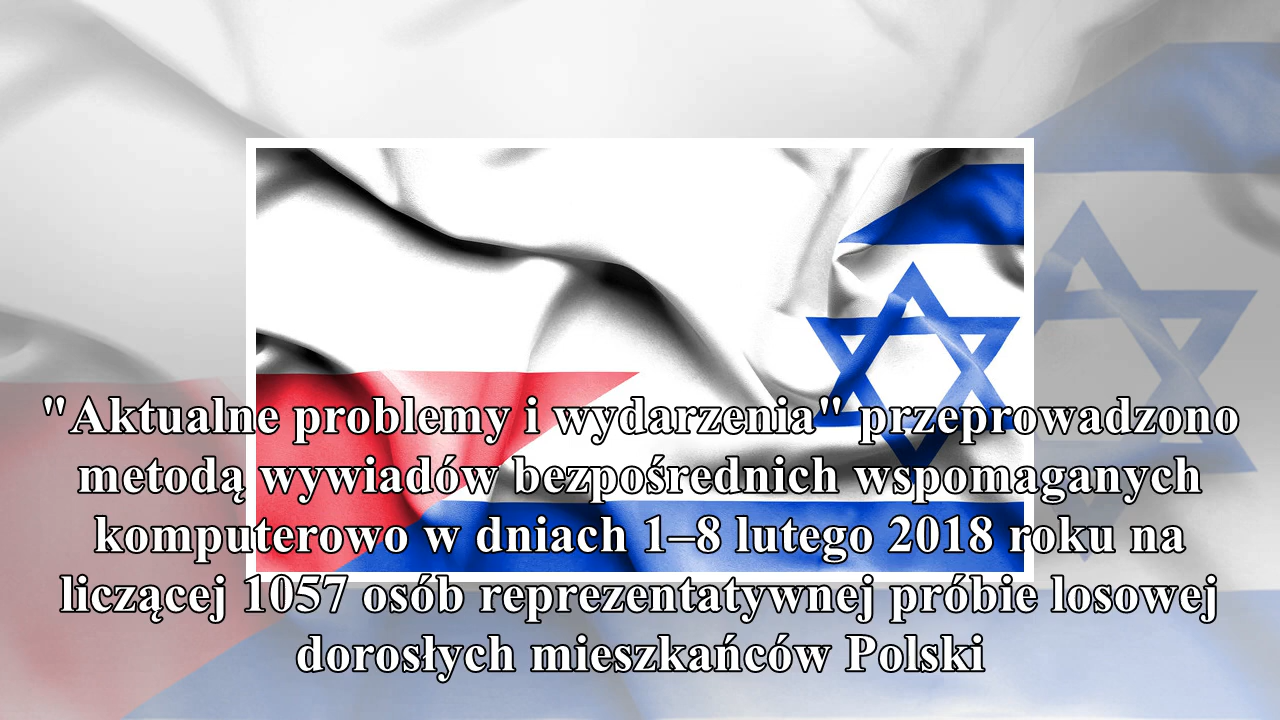 "Aktualne problemy i wydarzenia" przeprowadzono
metodą wywiadów bezpośrednich wspomaganych
komputerowo w dniach 1–8 lutego 2018 roku na
liczącej 1057 osób reprezentatywnej próbie losowej
dorosłych mieszkańców Polski